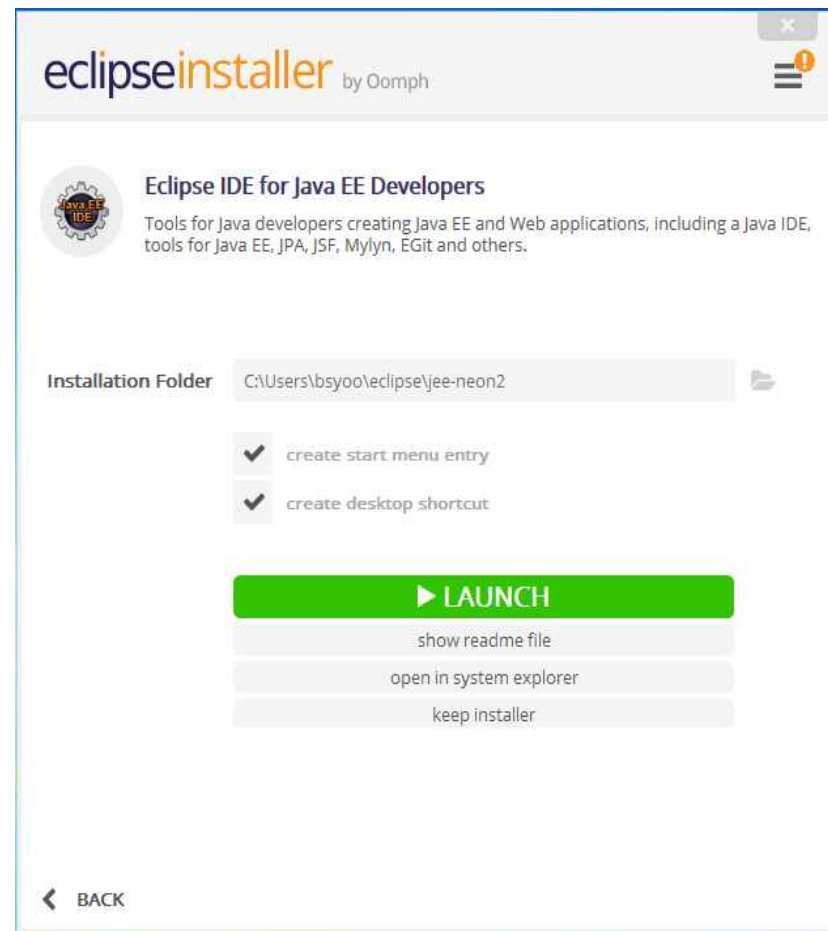 eclipseinstaller by Oomph
Java EE
IDE
Eclipse IDE for Java EE Developers
Tools for Java developers creating Java EE and Web applications, including a Java IDE,
tools for Java EE, JPA, JSF, Mylyn, EGit and others.
Installation Folder C:\Users\bsyoo\eclipse\jee-neon2
create start menu entry
create desktop shortcut
LAUNCH
show readme file
open in system explorer
keep installer
BACK